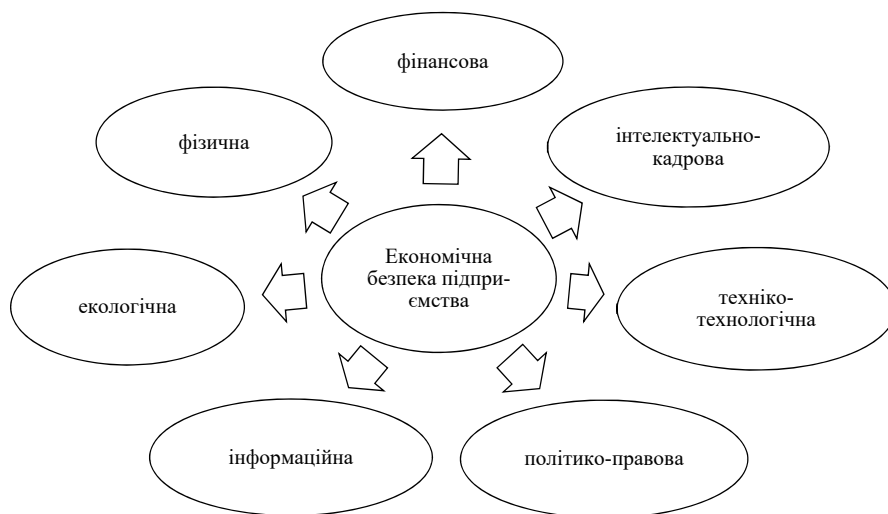 фінансова
фізична
інтелектуально-
кадрова
Економічна
безпека підпри-
ємства
екологічна
техніко-
технологічна
інформаційна
політико-правова